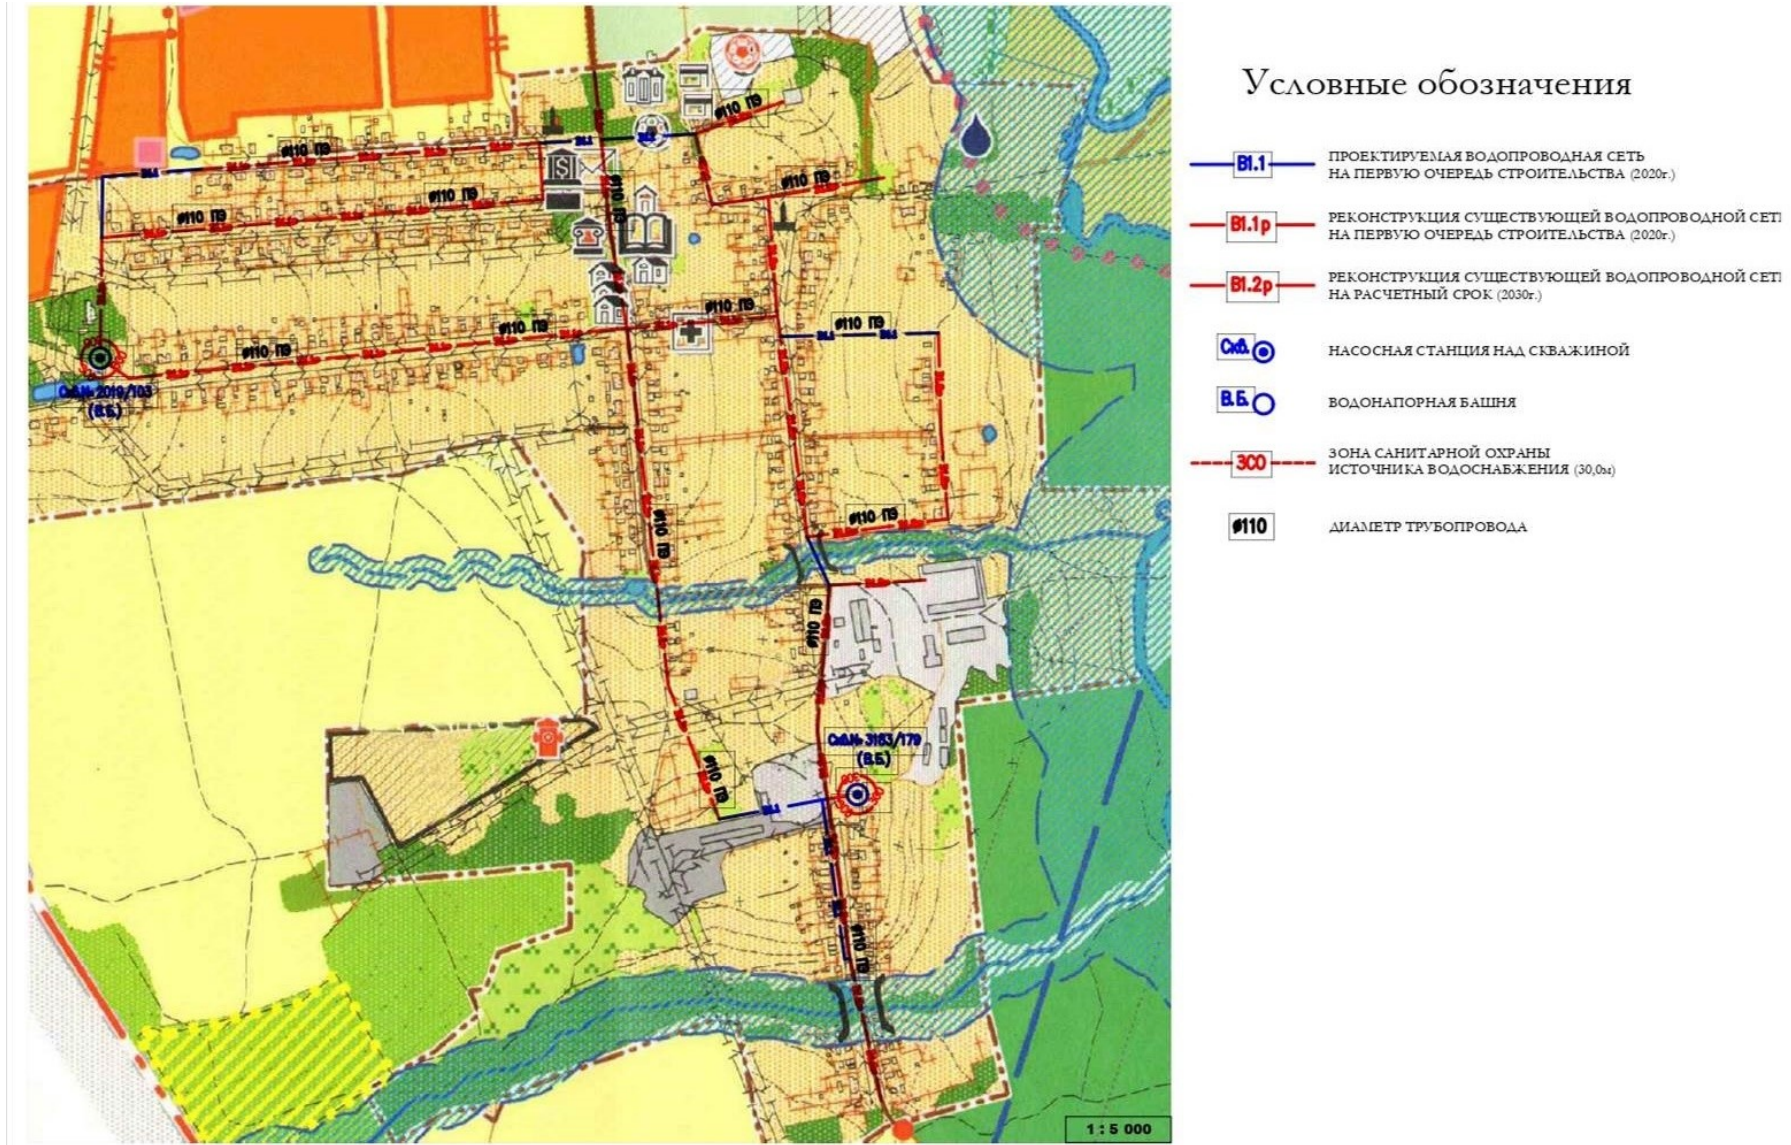 Условные обозначения
В1.1
ПРОЕКТИРУЕМАЯ ВОДОПРОВОДНАЯ СЕТЬ
НА ПЕРВУЮ ОЧЕРЕДЬ СТРОИТЕЛЬСТВА (2020г.)
В1.1р
РЕКОНСТРУКЦИЯ СУЩЕСТВУЮЩЕЙ ВОДОПРОВОДНОЙ СЕТИ
НА ПЕРВУЮ ОЧЕРЕДЬ СТРОИТЕЛЬСТВА (2020г.)
В1.2р
РЕКОНСТРУКЦИЯ СУЩЕСТВУЮЩЕЙ ВОДОПРОВОДНОЙ СЕТИ
НА РАСЧЕТНЫЙ СРОК (2030г.)
Скв.
НАСОСНАЯ СТАНЦИЯ НАД СКВАЖИНОЙ
В.Б.
ВОДОНАПОРНАЯ БАШНЯ
ЗСО
ЗОНА САНИТАРНОЙ ОХРАНЫ
ИСТОЧНИКА ВОДОСНАБЖЕНИЯ (30,0м)
ø110
ДИАМЕТР ТРУБОПРОВОДА
ø110 ПЭ
ø110 ПЭ
ø110 ПЭ
ø110 ПЭ
ø110 ПЭ
ø110 ПЭ
ø110 ПЭ
ø110 ПЭ
ø110 ПЭ
ø110 ПЭ
ø110 ПЭ
Скв.№ 2019/103
(В.Б.)
ø110 ПЭ
ø110 ПЭ
ø110 ПЭ
ø110 ПЭ
Скв.№ 3163/179
(В.Б.)
ø110 ПЭ
1 : 5 000